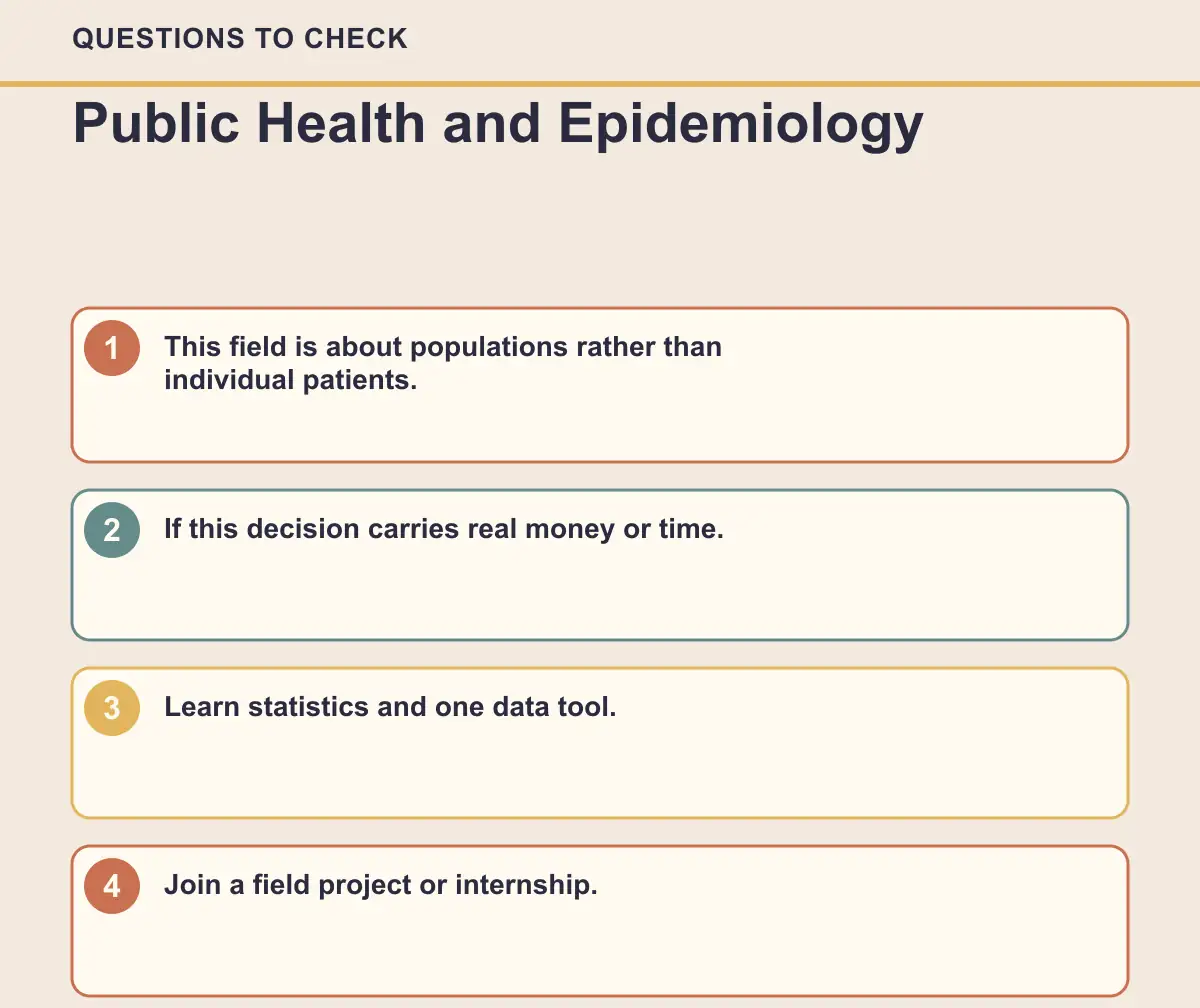 QUESTIONS TO CHECK
Public Health and Epidemiology
1
This field is about populations rather than
individual patients.
2
If this decision carries real money or time.
3
Learn statistics and one data tool.
4
Join a field project or internship.